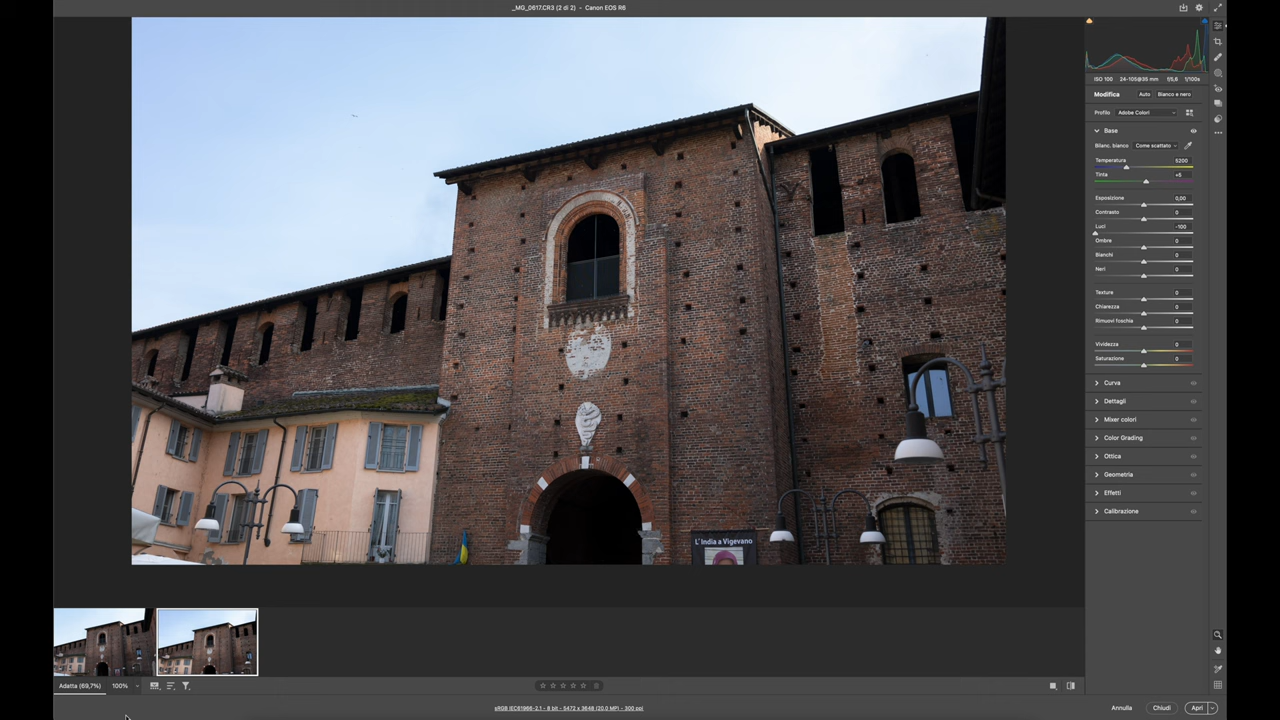 _MG_0617.CR3 (2 di 2) – Canon EOS R6
ISO 100 24-105@35 mm f/5,6 1/100s
Modifica Auto Bianco e nero
Profilo Adobe Colori
Base
Bilanc. bianco Come scattato
Temperatura 5200
Tinta +5
Esposizione 0,00
Contrasto 0
Luci -100
Ombre 0
Bianchi 0
Neri 0
Texture 0
Chiarezza 0
Rimuovi foschia 0
Vividezza 0
Saturazione 0
Curva
Dettagli
Mixer colori
Color Grading
Ottica
Geometria
Effetti
Calibrazione
L' India a Vigevano
Adatta (69,7%) 100%
sRGB IEC61966-2.1 - 8 bit - 5472 x 3648 (20,0 MP) - 300 ppi
Annulla Chiudi Apri